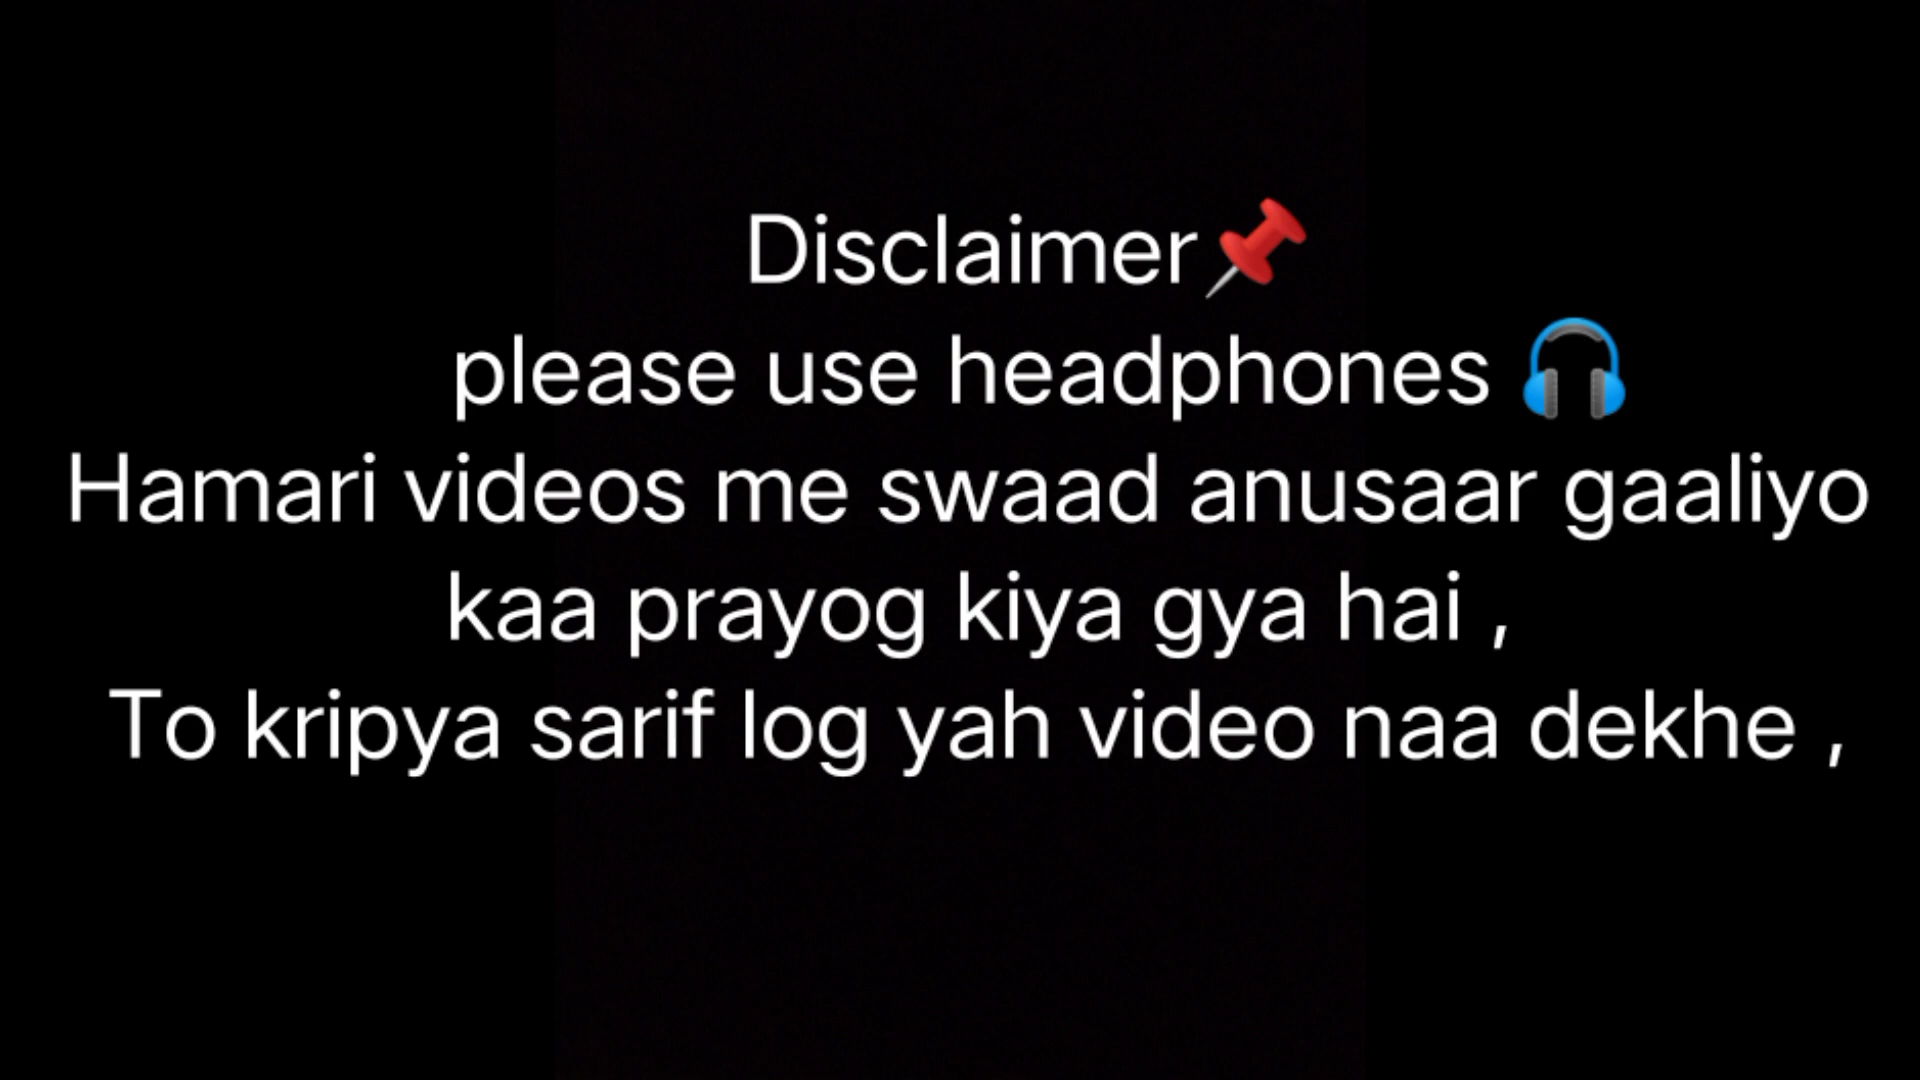 Disclaimer📌
please use headphones 🎧
Hamari videos me swaad anusaar gaaliyo
kaa prayog kiya gya hai ,
To kripya sarif log yah video naa dekhe ,